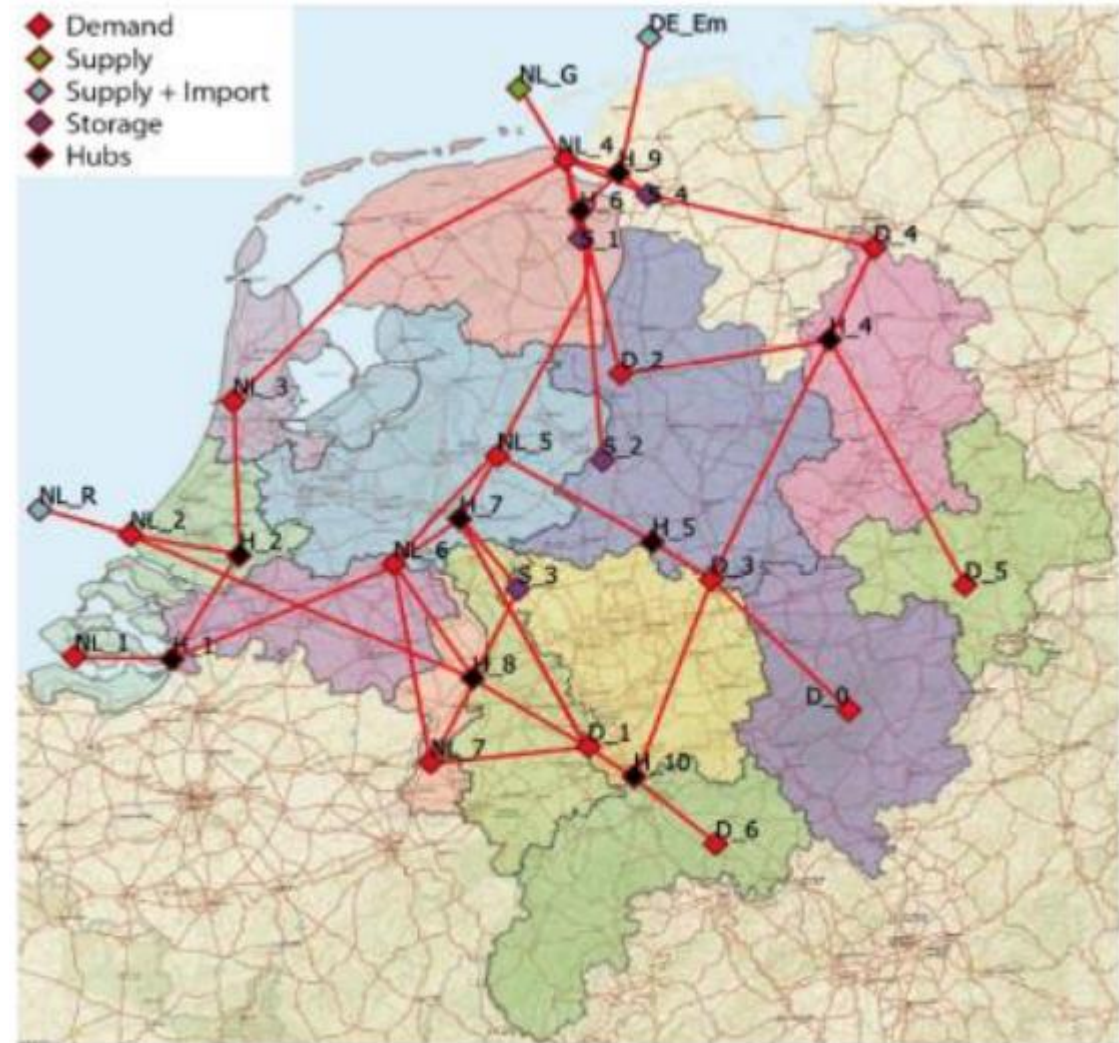 Demand
Supply
Supply + Import
Storage
Hubs
DE_Em
NL_G
NL_4
H_9
S_4
H_6
S_1
D_4
H_4
D_2
NL_3
NL_5
S_2
NL_R
NL_2
H_7
H_2
H_5
NL_6
S_3
D_3
D_5
NL_1
H_1
H_8
D_0
NL_7
D_1
H_10
D_6